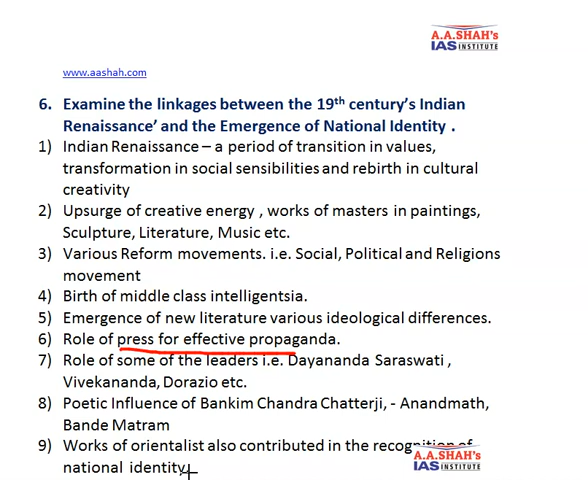 A.A.SHAH's
IAS INSTITUTE
www.aashah.com
6. Examine the linkages between the 19th century's Indian
Renaissance' and the Emergence of National Identity .
1) Indian Renaissance – a period of transition in values,
transformation in social sensibilities and rebirth in cultural
creativity
2) Upsurge of creative energy , works of masters in paintings,
Sculpture, Literature, Music etc.
3) Various Reform movements. i.e. Social, Political and Religions
movement
4) Birth of middle class intelligentsia.
5) Emergence of new literature various ideological differences.
6) Role of press for effective propaganda.
7) Role of some of the leaders i.e. Dayananda Saraswati ,
Vivekananda, Dorazio etc.
8) Poetic Influence of Bankim Chandra Chatterji, - Anandmath,
Bande Matram
9) Works of orientalist also contributed in the recognition of
national identity
A.A.SHAH's
IAS INSTITUTE